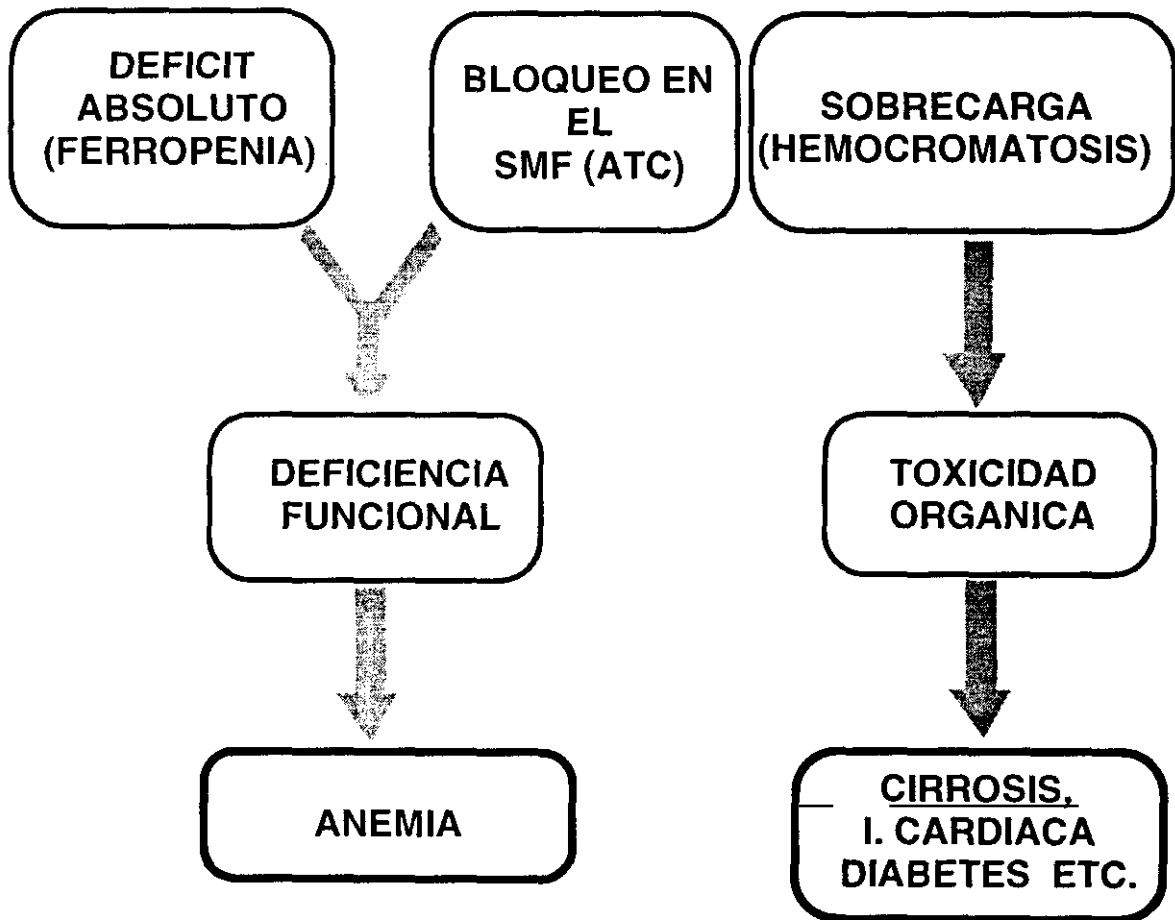 DEFICIT
ABSOLUTO
(FERROPENIA)
BLOQUEO EN
EL
SMF (ATC)
SOBRECARGA
(HEMOCROMATOSIS)
DEFICIENCIA
FUNCIONAL
TOXICIDAD
ORGANICA
ANEMIA
CIRROSIS,
I. CARDIACA
DIABETES ETC.